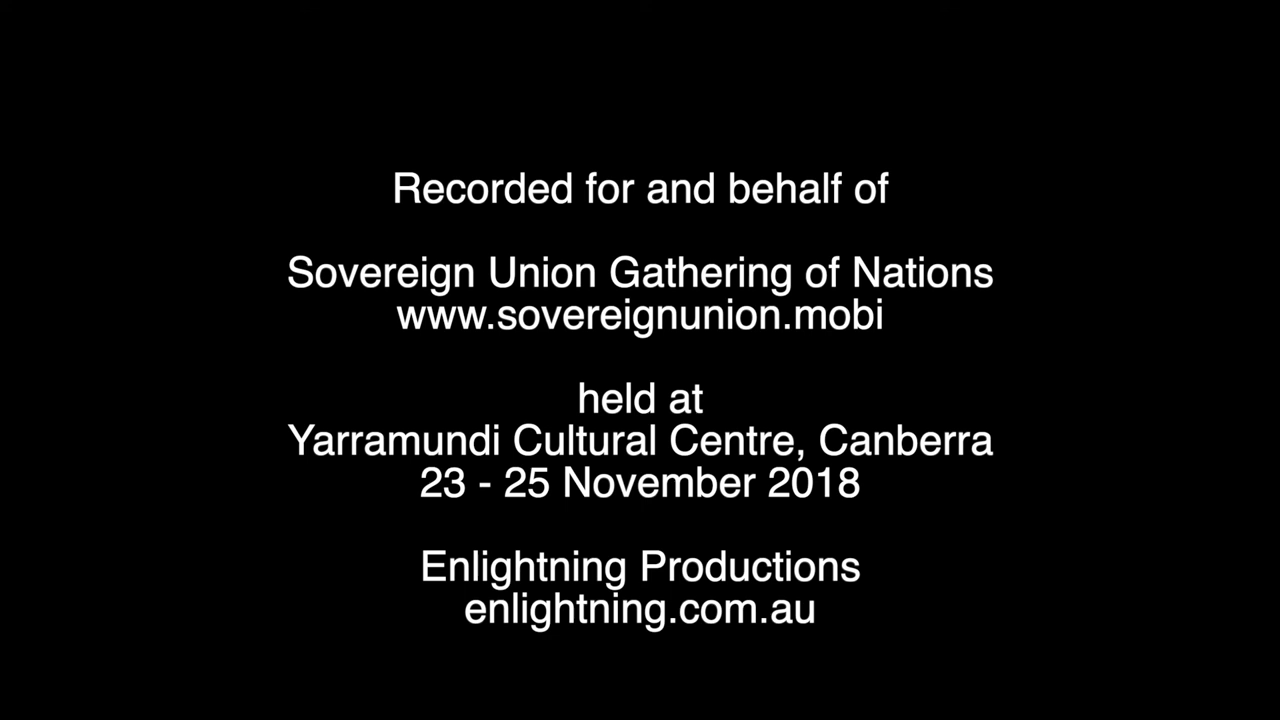 Recorded for and behalf of
Sovereign Union Gathering of Nations
www.sovereignunion.mobi
held at
Yarramundi Cultural Centre, Canberra
23 - 25 November 2018
Enlightning Productions
enlightning.com.au